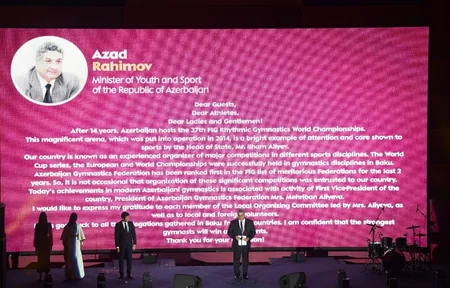 Azad
Rahimov
Ministry of Youth and Sport
of the Republic of Azerbaijan
Dear Guests,
Dear Athletes,
Dear Ladies and Gentlemen!
After 14 years, Azerbaijan hosts the 37th FIG Rhythmic Gymnastics World Championships.
This magnificent arena, which was put into operation in 2014, is a bright example of attention and care shown to
sports by the Head of State, Mr. Ilham Aliyev.
Our country is known as an experienced organiser of major competitions in different sports disciplines. The World
Cup series, the European and World Championships were successfully held in gymnastics disciplines in Baku.
Azerbaijan Gymnastics Federation has been ranked first in the FIG list of meritorious Federations for the last 2
years. So, it is not occasional that organization of these significant competitions was entrusted to our country.
Today's achievements in modern Azerbaijani gymnastics is associated with activity of First Vice-President of the
country, President of Azerbaijan Gymnastics Federation Mrs. Mehriban Aliyeva.
I would like to express my gratitude to each member of the Local Organising Committee led by Mrs. Aliyeva, as
well as to local and foreign volunteers.
to all gathered in Baku countries. I am confident that the strongest
gymnasts will win
Thank you for your